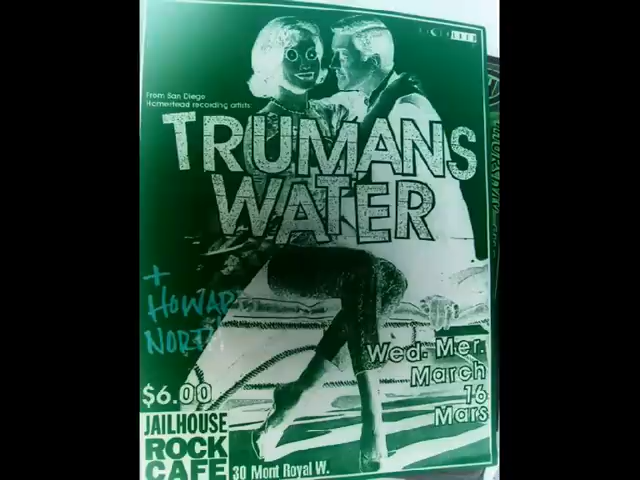 From San Diego
Homestead recording artists:
TRUMANS
WATER
+
HOWARD
NORTH
Wed. Mer.
March
16
Mars
$6.00
JAILHOUSE
ROCK
CAFE
30 Mont Royal W.